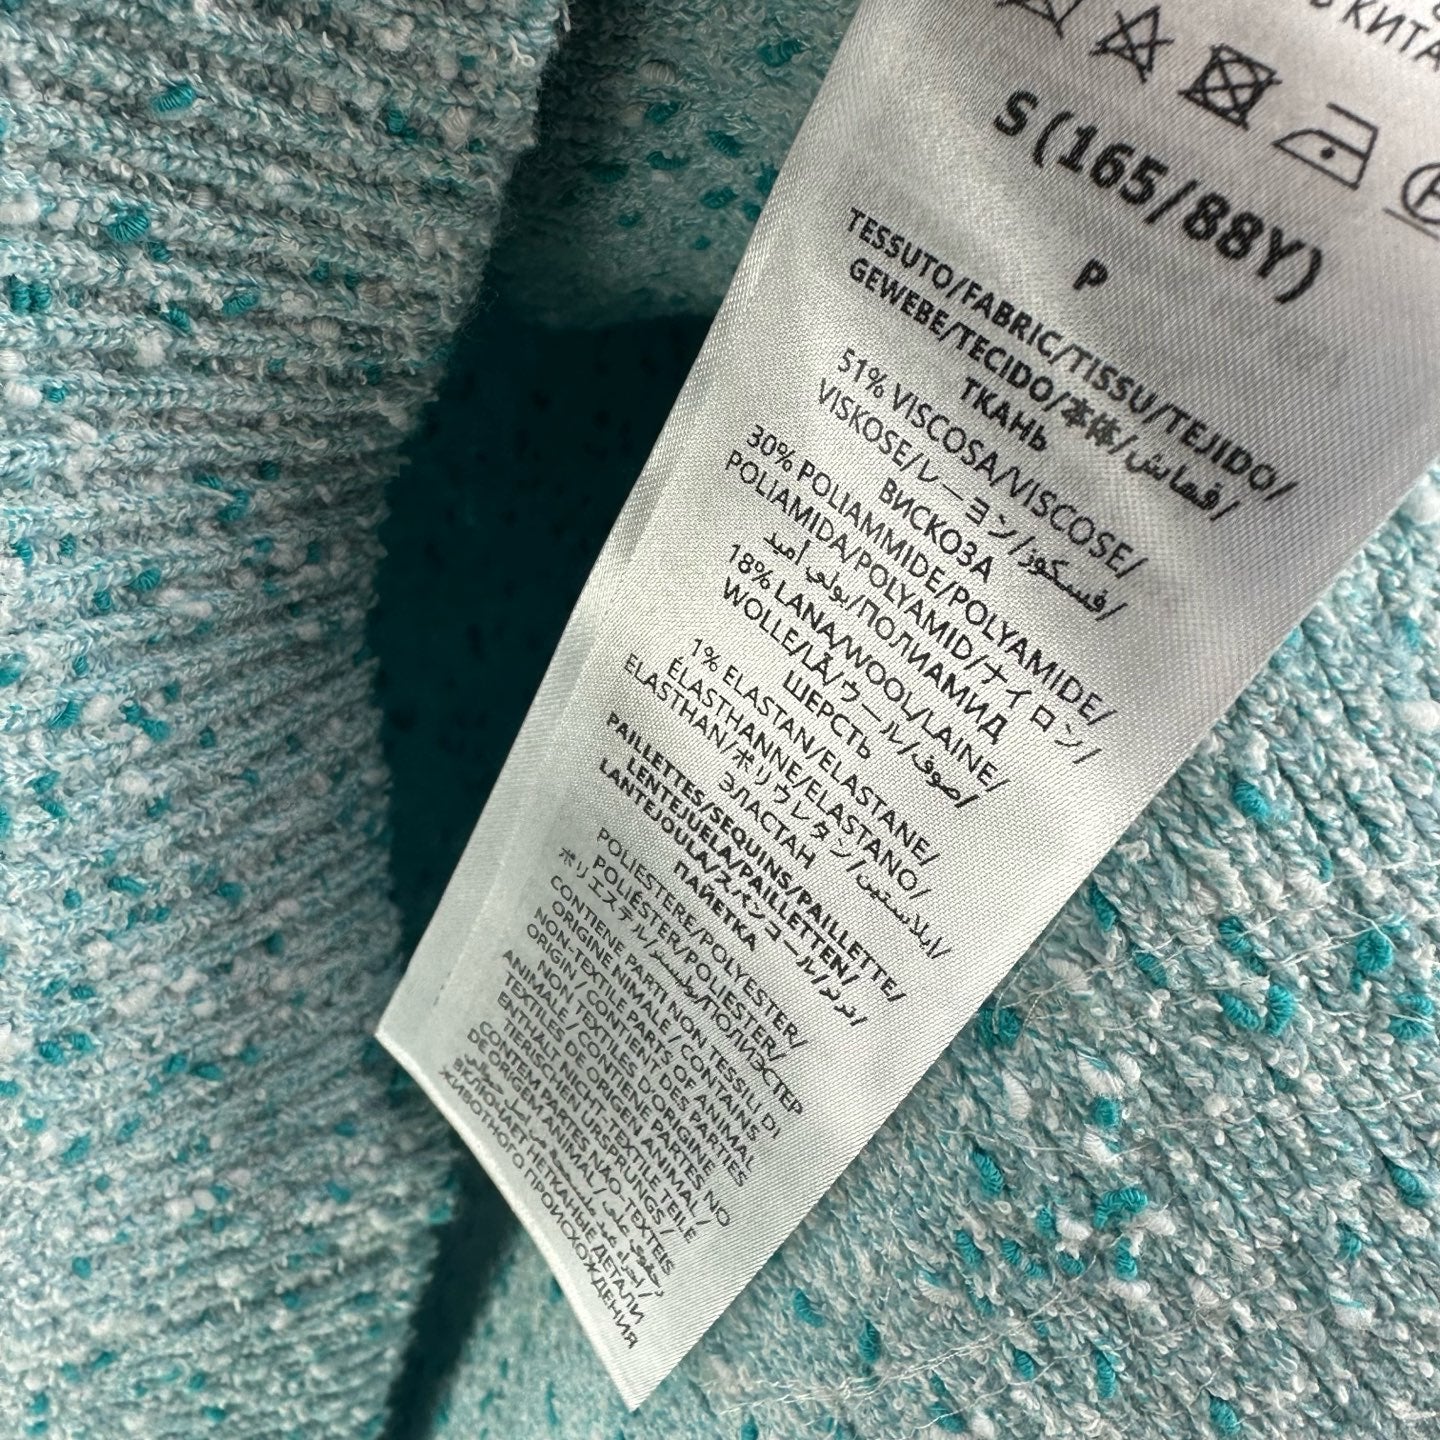 КИТА
S (165/88Y)
P
TESSUTO/FABRIC/TISSU/TEJIDO/
GEWEBE/TECIDO/本体/قماش/
ТКАНЬ
51% VISCOSA/VISCOSE/
VISKOSE/レーヨン/فسكوز/
ВИСКОЗА
30% POLIAMMIDE/POLYAMIDE/
POLIAMIDA/POLYAMID/ナイロン/
بولي أميد/ПОЛИАМИД
18% LANA/WOOL/LAINE/
WOLLE/LÃ/ウール/صوف/
ШЕРСТЬ
1% ELASTAN/ELASTANE/
ÉLASTHANNE/ELASTANO/
ELASTHAN/ポリウレタン/ايلاستين/
ЭЛАСТАН
PAILLETTES/SEQUINS/PAILLETTE/
LENTEJUELA/PAILLETTEN/
LANTEJOULA/スパンコール/ترتر/
ПАЙЕТКА
POLIESTERE/POLYESTER/
POLIÉSTER/POLIESTER/
ポリエステル/بوليستر/ПОЛИЭСТЕР
CONTIENE PARTI NON TESSILI DI
ORIGINE ANIMALE / CONTAINS
NON-TEXTILE PARTS OF ANIMAL
ORIGIN / CONTIENT DES PARTIES
NON / TEXTILES D'ORIGINE
ANIMALE / CONTIENE PARTES NO
TEXTILES DE ORIGEN ANIMAL /
ENTHÄLT NICHT-TEXTILE TEILE
TIERISCHEN URSPRUNGS /
CONTÉM PARTES NÃO-TÊXTEIS
DE ORIGEM ANIMAL /
ВКЛЮЧАЕТ НЕТКАНЫЕ ДЕТАЛИ
ЖИВОТНОГО ПРОИСХОЖДЕНИЯ